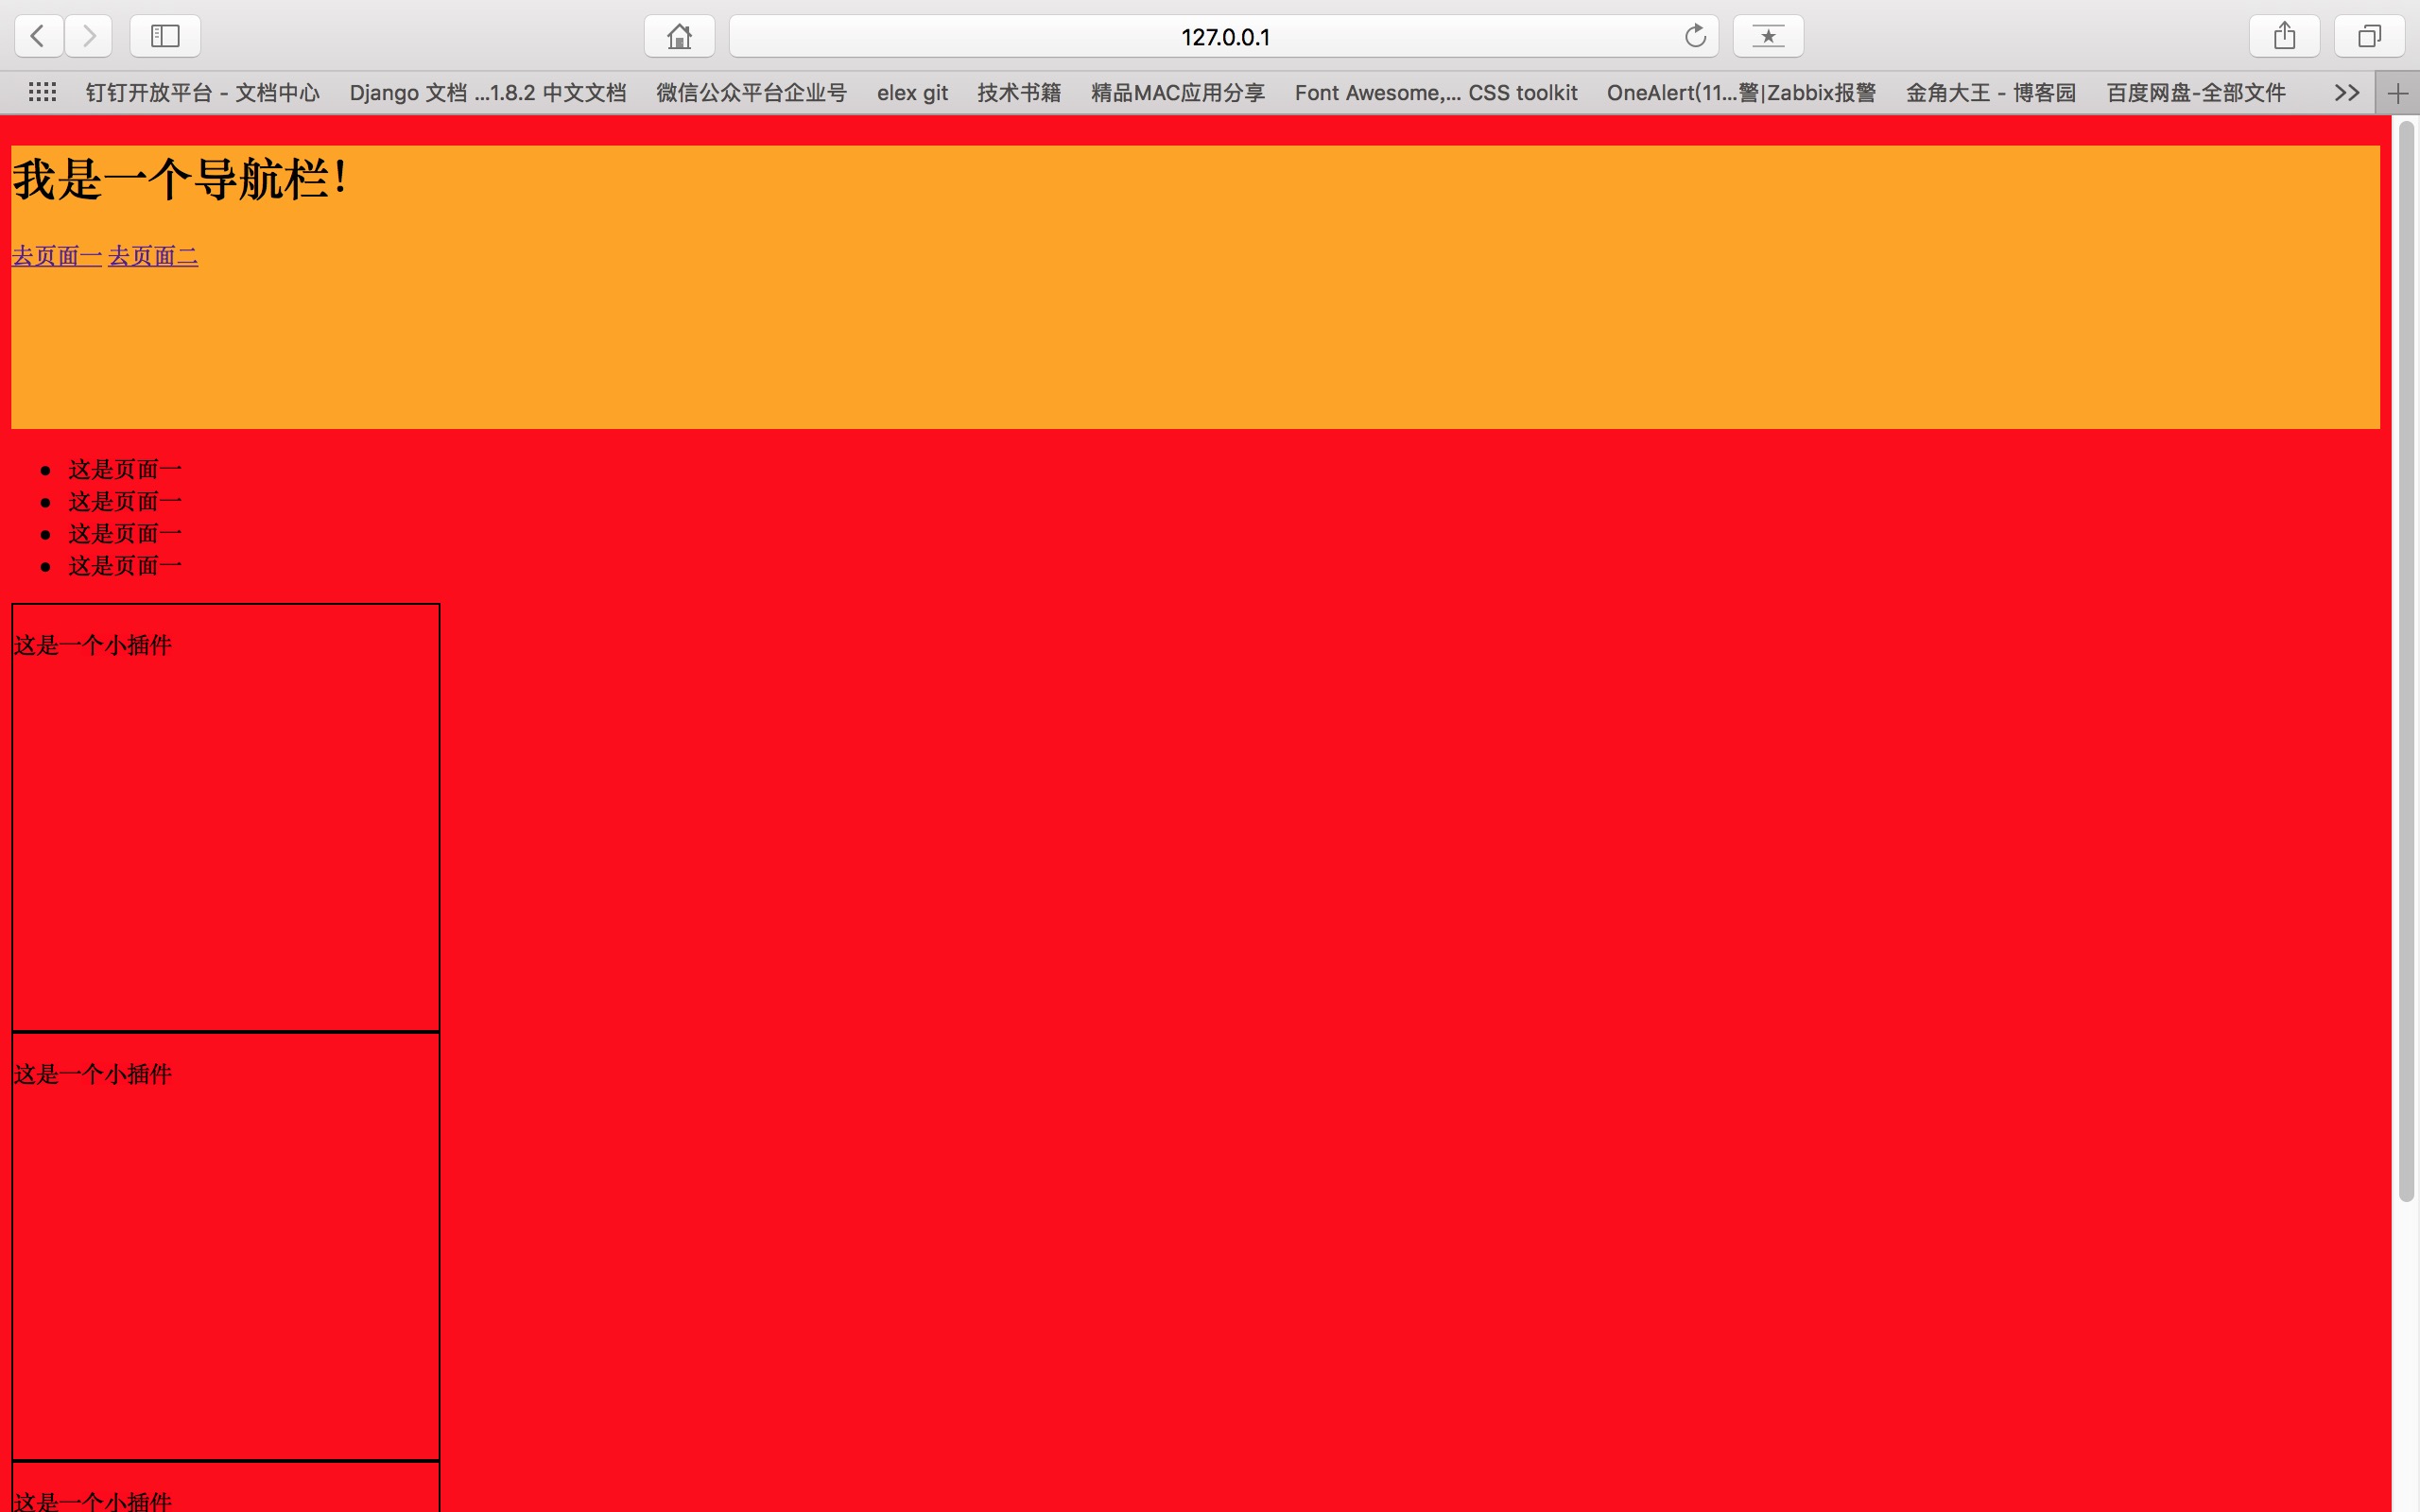 127.0.0.1
钉钉开放平台 - 文档中心 Django 文档 ...1.8.2 中文文档 微信公众平台企业号 elex git 技术书籍 精品MAC应用分享 Font Awesome,... CSS toolkit OneAlert(11...警|Zabbix报警 金角大王 - 博客园 百度网盘-全部文件
我是一个导航栏！
去页面一 去页面二
这是页面一
这是页面一
这是页面一
这是页面一
这是一个小插件
这是一个小插件
这是一个小插件